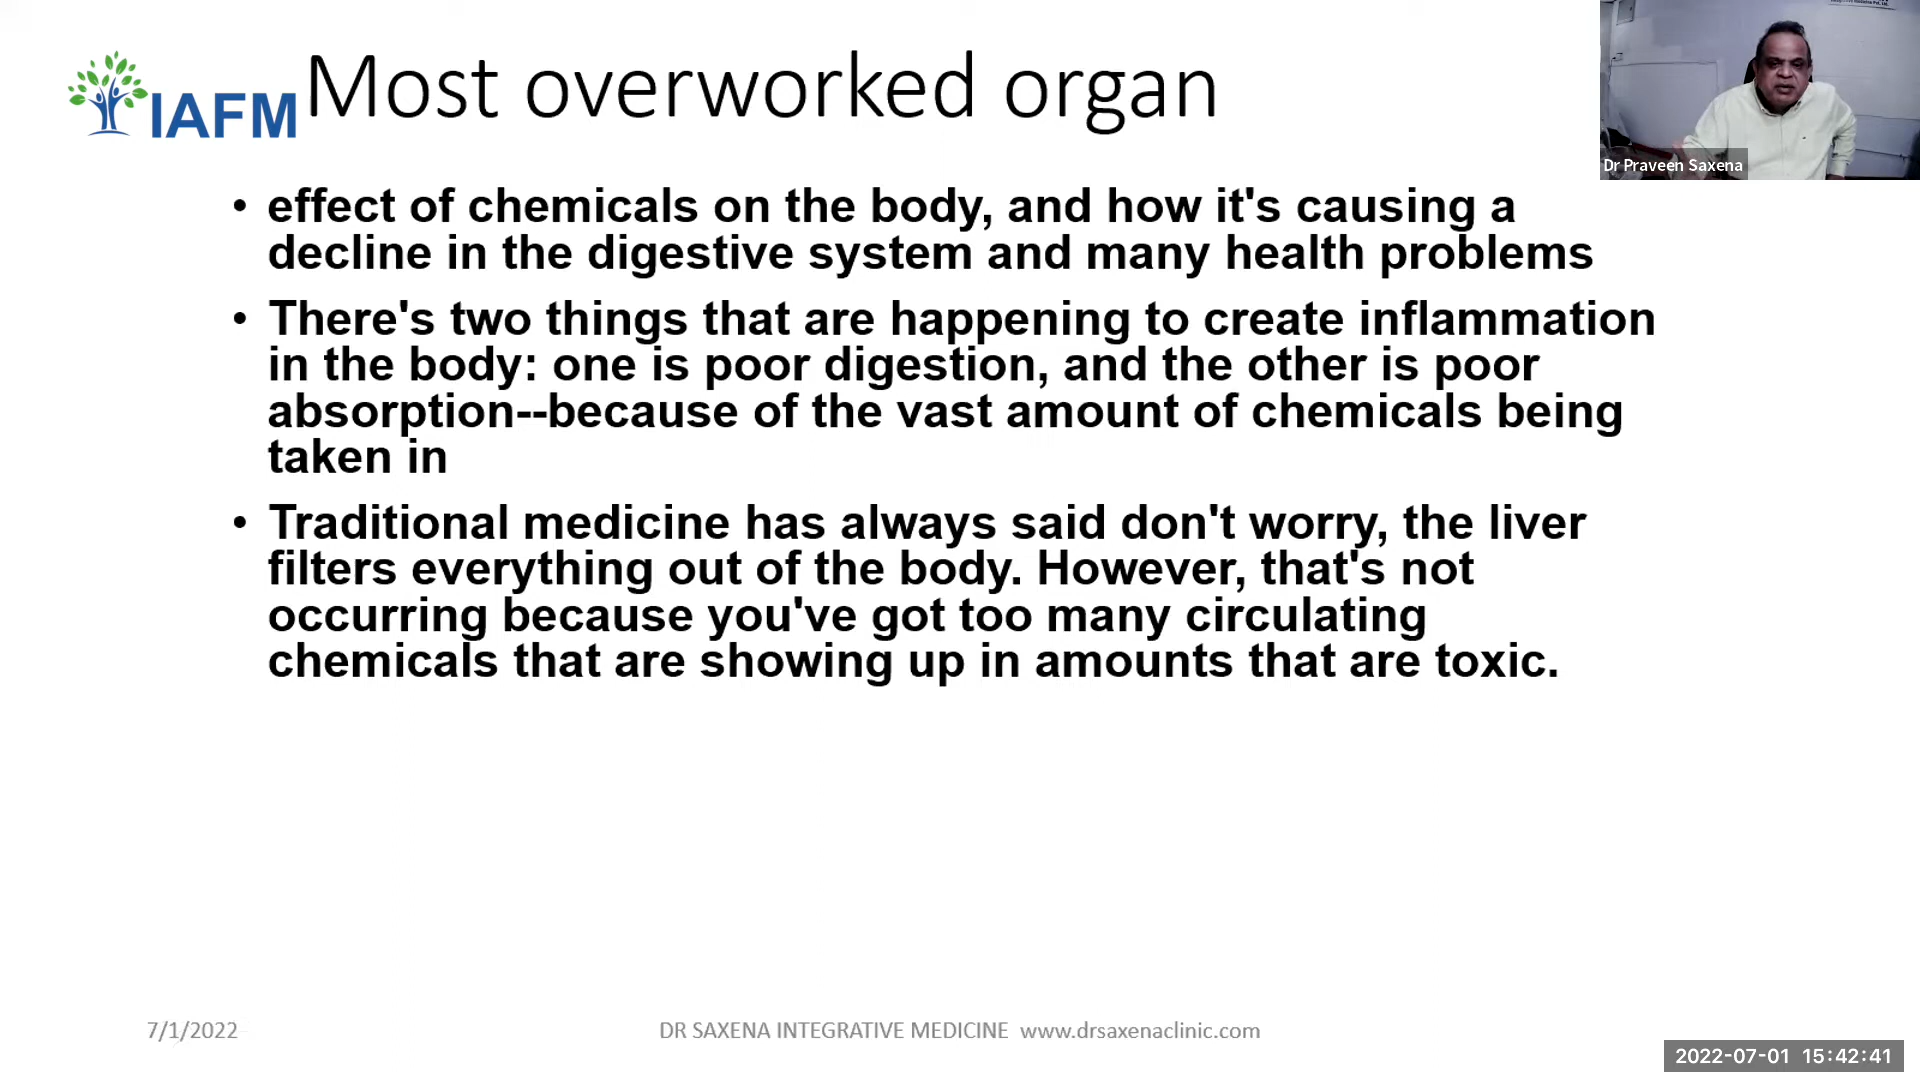 IAFM
Most overworked organ
Dr Praveen Saxena
• effect of chemicals on the body, and how it's causing a
decline in the digestive system and many health problems
• There's two things that are happening to create inflammation
in the body: one is poor digestion, and the other is poor
absorption--because of the vast amount of chemicals being
taken in
• Traditional medicine has always said don't worry, the liver
filters everything out of the body. However, that's not
occurring because you've got too many circulating
chemicals that are showing up in amounts that are toxic.
7/1/2022
DR SAXENA INTEGRATIVE MEDICINE www.drsaxenaclinic.com
2022-07-01 15:42:41